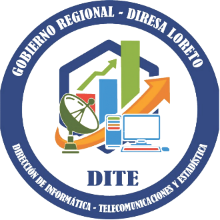 GOBIERNO REGIONAL - DIRESA LORETO
DITE
DIRECCIÓN DE INFORMÁTICA - TELECOMUNICACIONES Y ESTADÍSTICA